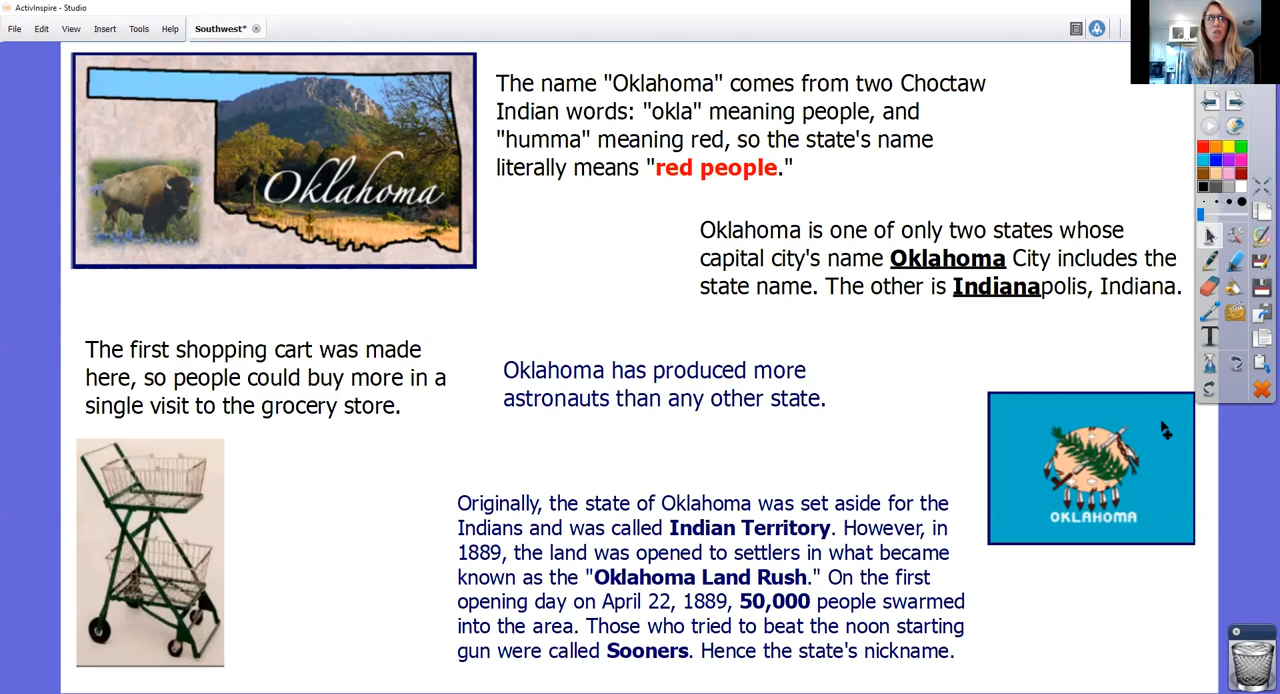 ActivInspire - Studio
File Edit View Insert Tools Help Southwest*
Oklahoma
The name "Oklahoma" comes from two Choctaw
Indian words: "okla" meaning people, and
"humma" meaning red, so the state's name
literally means "red people."
Oklahoma is one of only two states whose
capital city's name Oklahoma City includes the
state name. The other is Indianapolis, Indiana.
The first shopping cart was made
here, so people could buy more in a
single visit to the grocery store.
Oklahoma has produced more
astronauts than any other state.
OKLAHOMA
Originally, the state of Oklahoma was set aside for the
Indians and was called Indian Territory. However, in
1889, the land was opened to settlers in what became
known as the "Oklahoma Land Rush." On the first
opening day on April 22, 1889, 50,000 people swarmed
into the area. Those who tried to beat the noon starting
gun were called Sooners. Hence the state's nickname.